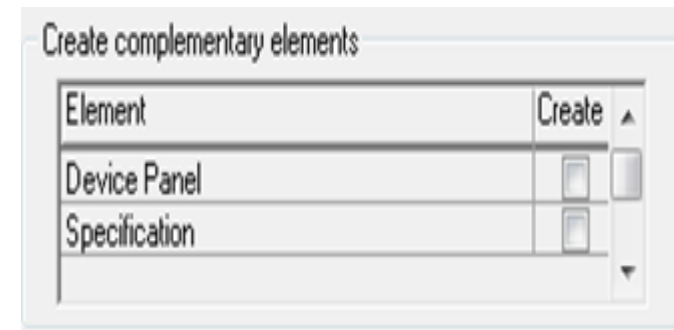 Create complementary elements
Element Create
Device Panel
Specification